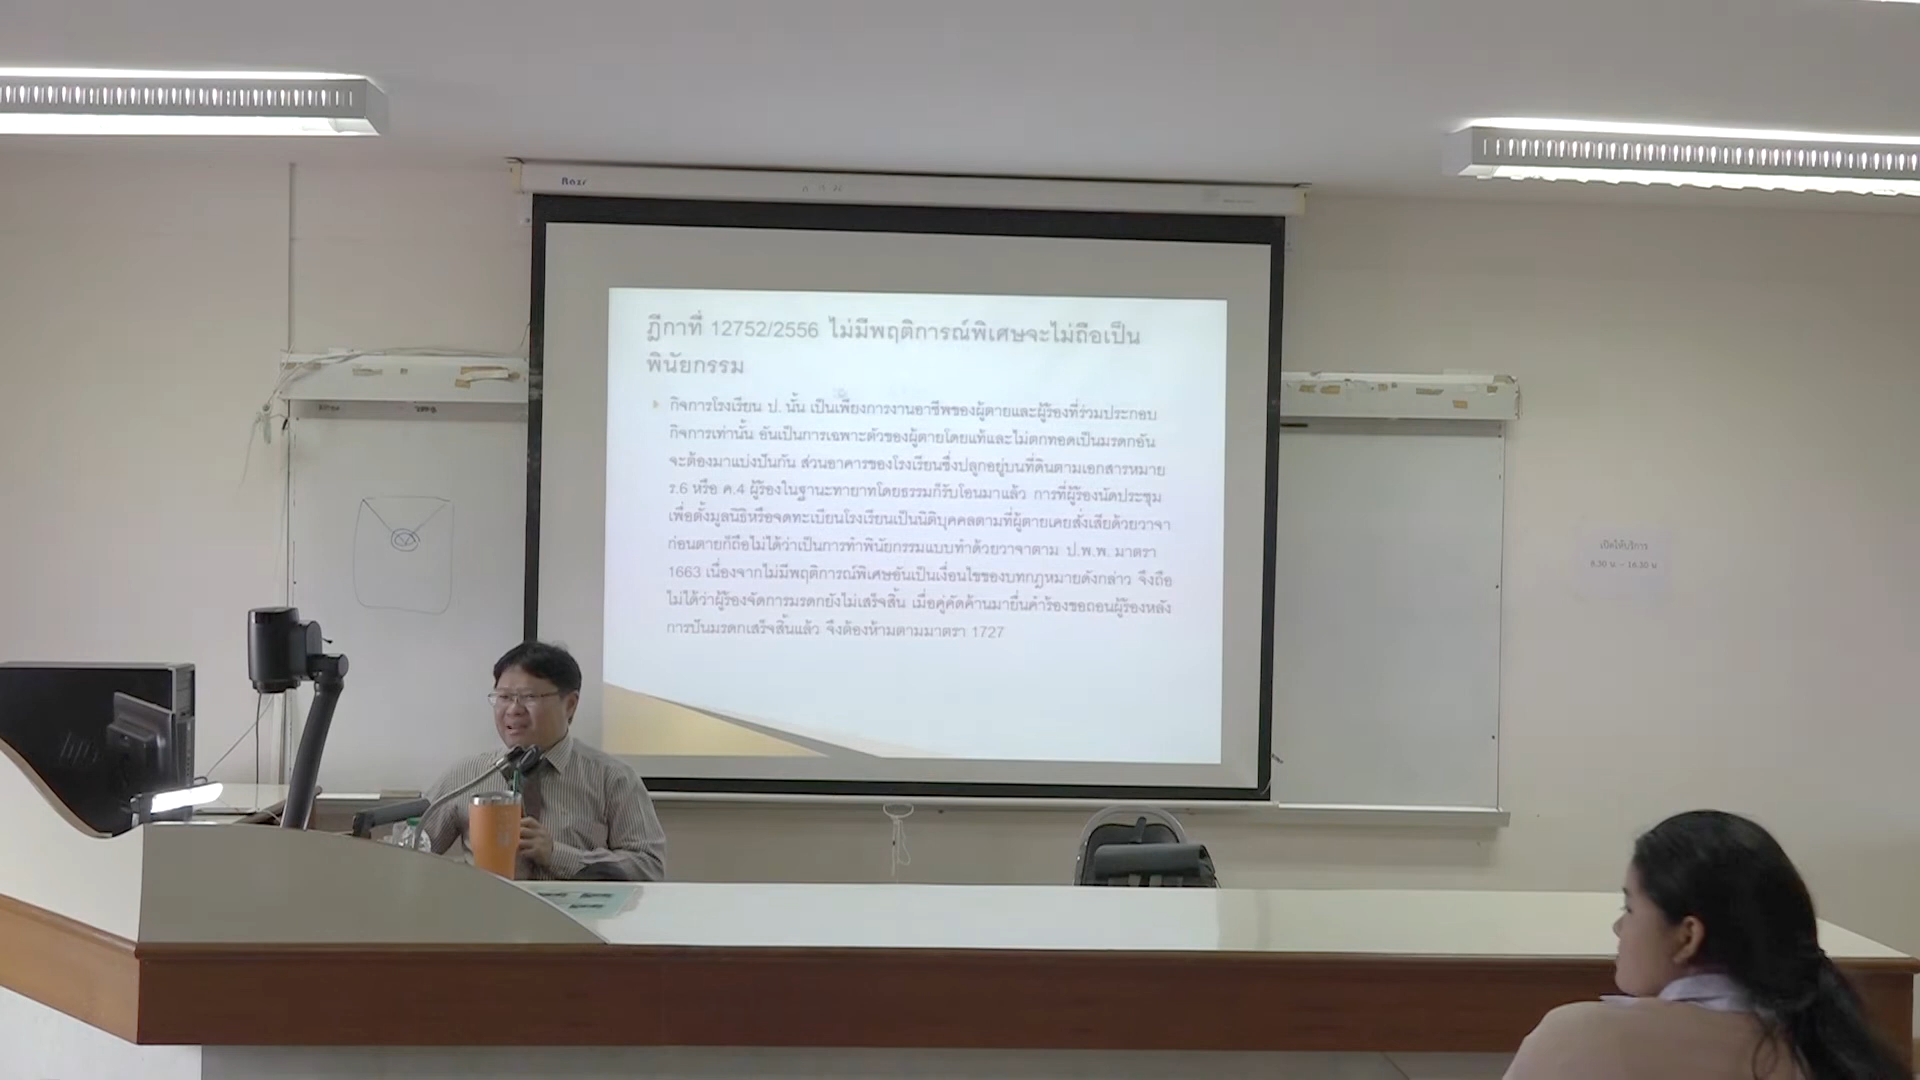 ฎีกาที่ 12752/2556 ไม่มีพฤติการณ์พิเศษจะไม่ถือเป็น
พินัยกรรม
กิจการโรงเรียน ป. นั้น เป็นเพียงการงานอาชีพของผู้ตายและผู้ร้องที่ร่วมประกอบ
กิจการเท่านั้น อันเป็นการเฉพาะตัวของผู้ตายโดยแท้และไม่ตกทอดเป็นมรดกอัน
จะต้องมาแบ่งปันกัน ส่วนอาคารของโรงเรียนซึ่งปลูกอยู่บนที่ดินตามเอกสารหมาย
ร.6 หรือ ค.4 ผู้ร้องในฐานะทายาทโดยธรรมก็รับโอนมาแล้ว การที่ผู้ร้องนัดประชุม
เพื่อตั้งมูลนิธิหรือจดทะเบียนโรงเรียนเป็นนิติบุคคลตามที่ผู้ตายเคยสั่งเสียด้วยวาจา
ก่อนตายก็ถือไม่ได้ว่าเป็นการทำพินัยกรรมแบบทำด้วยวาจาตาม ป.พ.พ. มาตรา
1663 เนื่องจากไม่มีพฤติการณ์พิเศษอันเป็นเงื่อนไขของบทกฎหมายดังกล่าว จึงถือ
ไม่ได้ว่าผู้ร้องจัดการมรดกยังไม่เสร็จสิ้น เมื่อคู่คัดค้านมายื่นคำร้องขอถอนผู้ร้องหลัง
การปันมรดกเสร็จสิ้นแล้ว จึงต้องห้ามตามมาตรา 1727
เปิดให้บริการ
8.30 น. - 16.30 น
hp